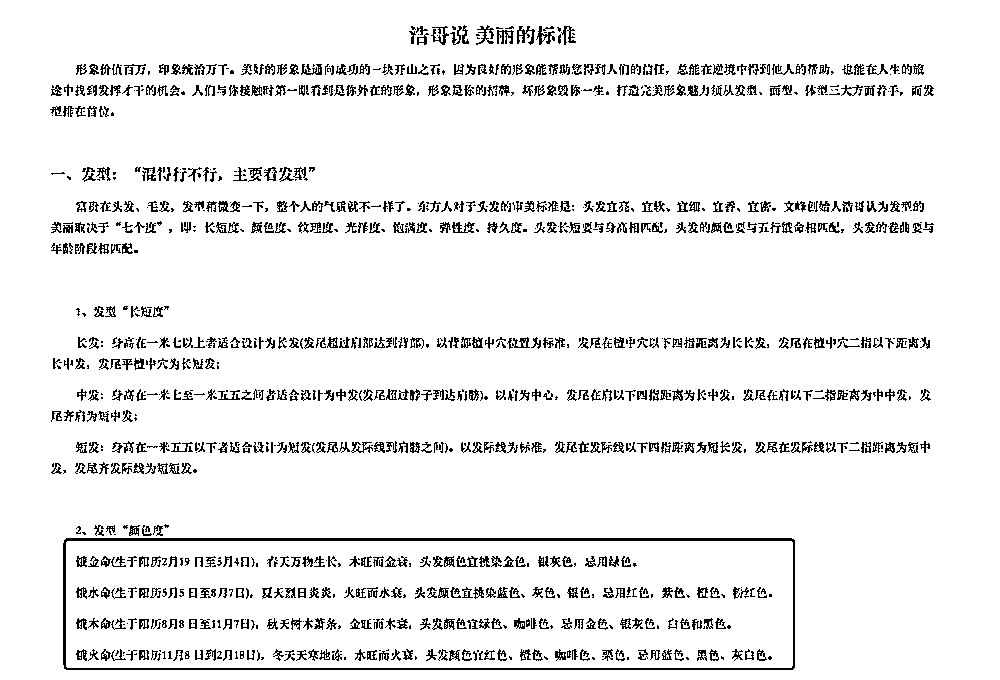 浩哥说 美丽的标准
形象价值百万，印象统治万千。美好的形象是通向成功的一块开山之石，因为良好的形象能帮助您得到人们的信任，总能在逆境中得到他人的帮助，也能在人生的旅
途中找到发挥才干的机会。人们与你接触时第一眼看到是你外在的形象，形象是你的招牌，坏形象毁你一生。打造完美形象魅力须从发型、面型、体型三大方面着手，而发
型排在首位。
一、发型：“混得行不行，主要看发型”
富贵在头发、毛发，发型稍微变一下，整个人的气质就不一样了。东方人对于头发的审美标准是：头发宜亮、宜软、宜细、宜香、宜密。文峰创始人浩哥认为发型的
美丽取决于“七个度”，即：长短度、颜色度、纹理度、光泽度、饱满度、弹性度、持久度。头发长短要与身高相匹配，头发的颜色要与五行饿命相匹配，头发的卷曲要与
年龄阶段相匹配。
1、发型“长短度”
长发：身高在一米七以上者适合设计为长发(发尾超过肩部达到背部)。以背部膻中穴位置为标准，发尾在膻中穴以下四指距离为长长发，发尾在膻中穴二指以下距离为
长中发，发尾平膻中穴为长短发；
中发：身高在一米七至一米五五之间者适合设计为中发(发尾超过脖子到达肩膀)。以肩为中心，发尾在肩以下四指距离为长中发，发尾在肩以下二指距离为中中发，发
尾齐肩为短中发；
短发：身高在一米五五以下者适合设计为短发(发尾从发际线到肩膀之间)。以发际线为标准，发尾在发际线以下四指距离为短长发，发尾在发际线以下二指距离为短中
发，发尾齐发际线为短短发。
2、发型“颜色度”
饿金命(生于阳历2月19 日至5月4日)，春天万物生长，木旺而金衰，头发颜色宜挑染金色，银灰色，忌用绿色。
饿水命(生于阳历5月5 日至8月7日)，夏天烈日炎炎，火旺而水衰，头发颜色宜挑染蓝色、灰色、银色，忌用红色，紫色、橙色、粉红色。
饿木命(生于阳历8月8 日至11月7日)，秋天树木萧条，金旺而木衰，头发颜色宜绿色、咖啡色，忌用金色、银灰色，白色和黑色。
饿火命(生于阳历11月8 日到2月18日)，冬天天寒地冻，水旺而火衰，头发颜色宜红色、橙色、咖啡色、栗色，忌用蓝色、黑色、灰白色。